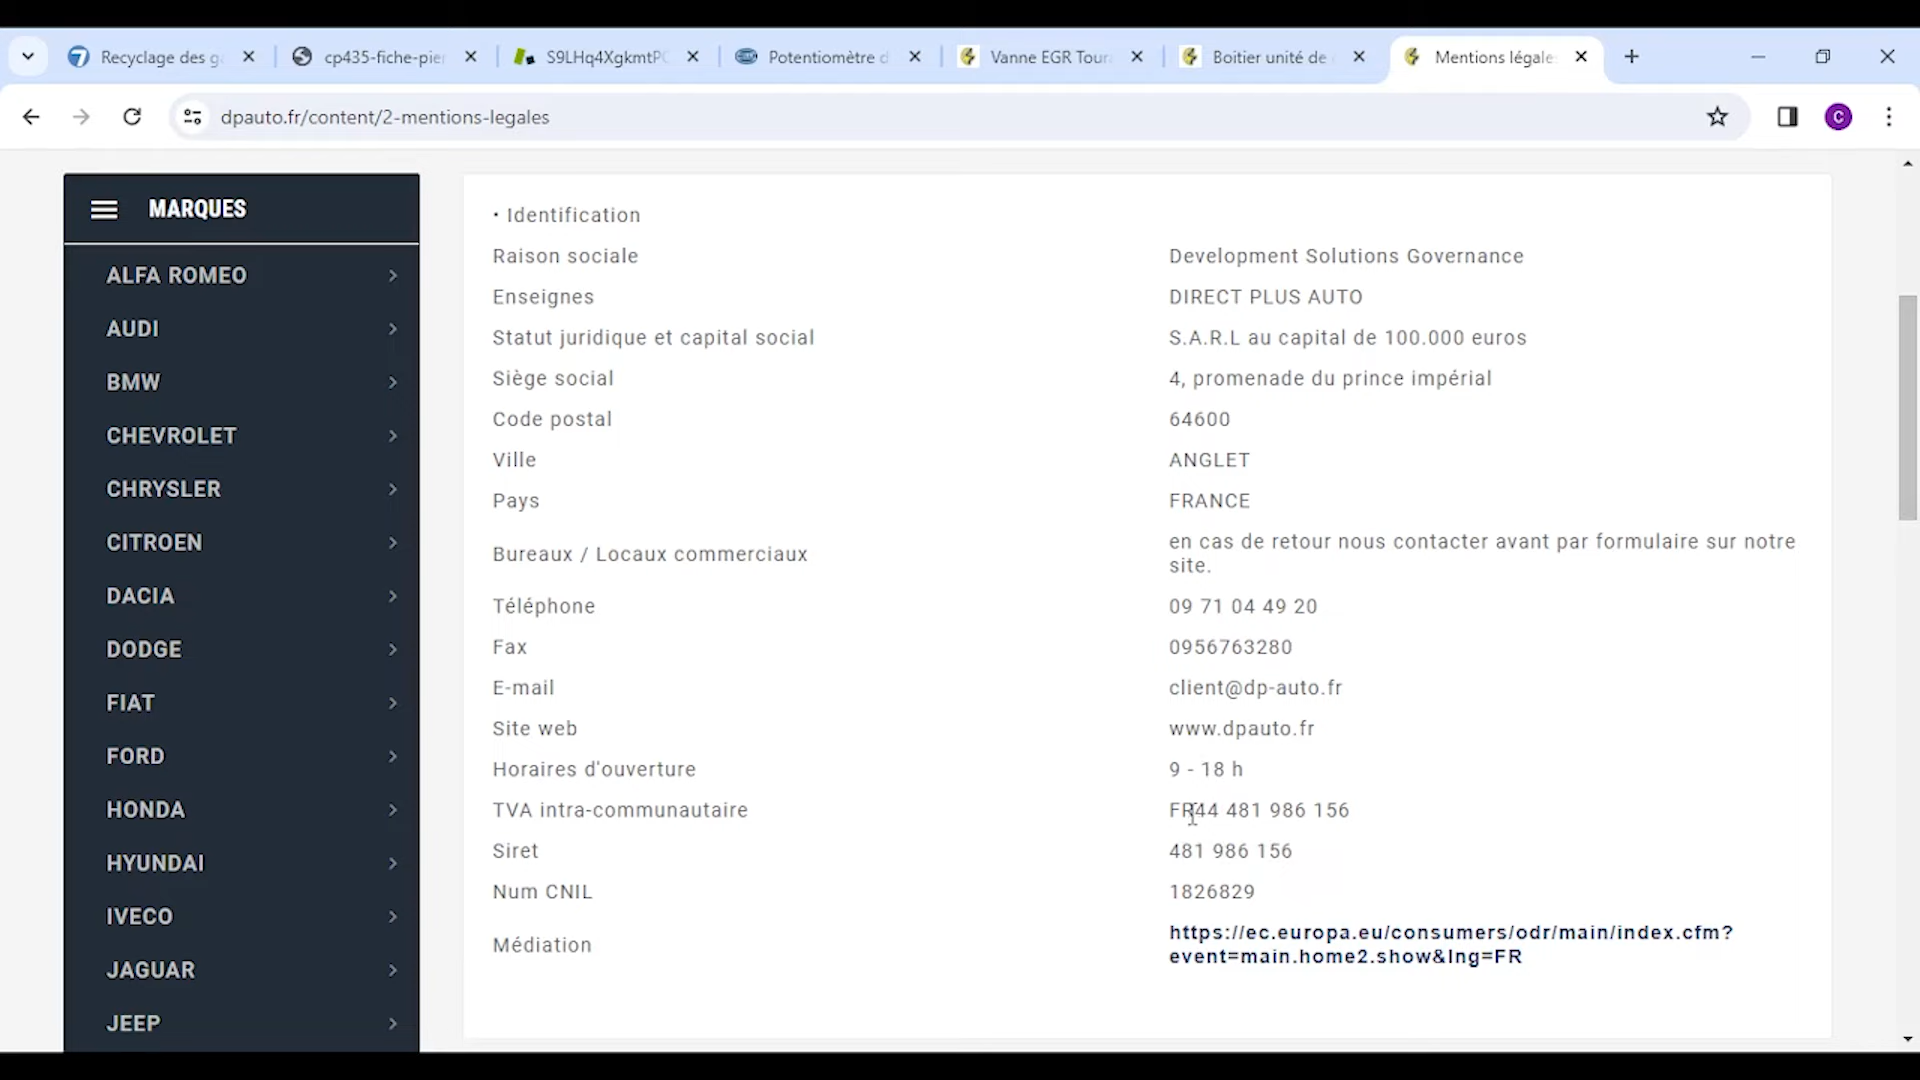 Recyclage des g
cp435-fiche-pier
S9LHq4XgkmtPC
Potentiomètre d
Vanne EGR Toura
Boitier unité de
Mentions légale
dpauto.fr/content/2-mentions-legales
C
MARQUES
ALFA ROMEO
AUDI
BMW
CHEVROLET
CHRYSLER
CITROEN
DACIA
DODGE
FIAT
FORD
HONDA
HYUNDAI
IVECO
JAGUAR
JEEP
• Identification
Raison sociale Development Solutions Governance
Enseignes DIRECT PLUS AUTO
Statut juridique et capital social S.A.R.L au capital de 100.000 euros
Siège social 4, promenade du prince impérial
Code postal 64600
Ville ANGLET
Pays FRANCE
Bureaux / Locaux commerciaux en cas de retour nous contacter avant par formulaire sur notre
site.
Téléphone 09 71 04 49 20
Fax 0956763280
E-mail client@dp-auto.fr
Site web www.dpauto.fr
Horaires d'ouverture 9 - 18 h
TVA intra-communautaire FR44 481 986 156
Siret 481 986 156
Num CNIL 1826829
Médiation https://ec.europa.eu/consumers/odr/main/index.cfm?
event=main.home2.show&lng=FR